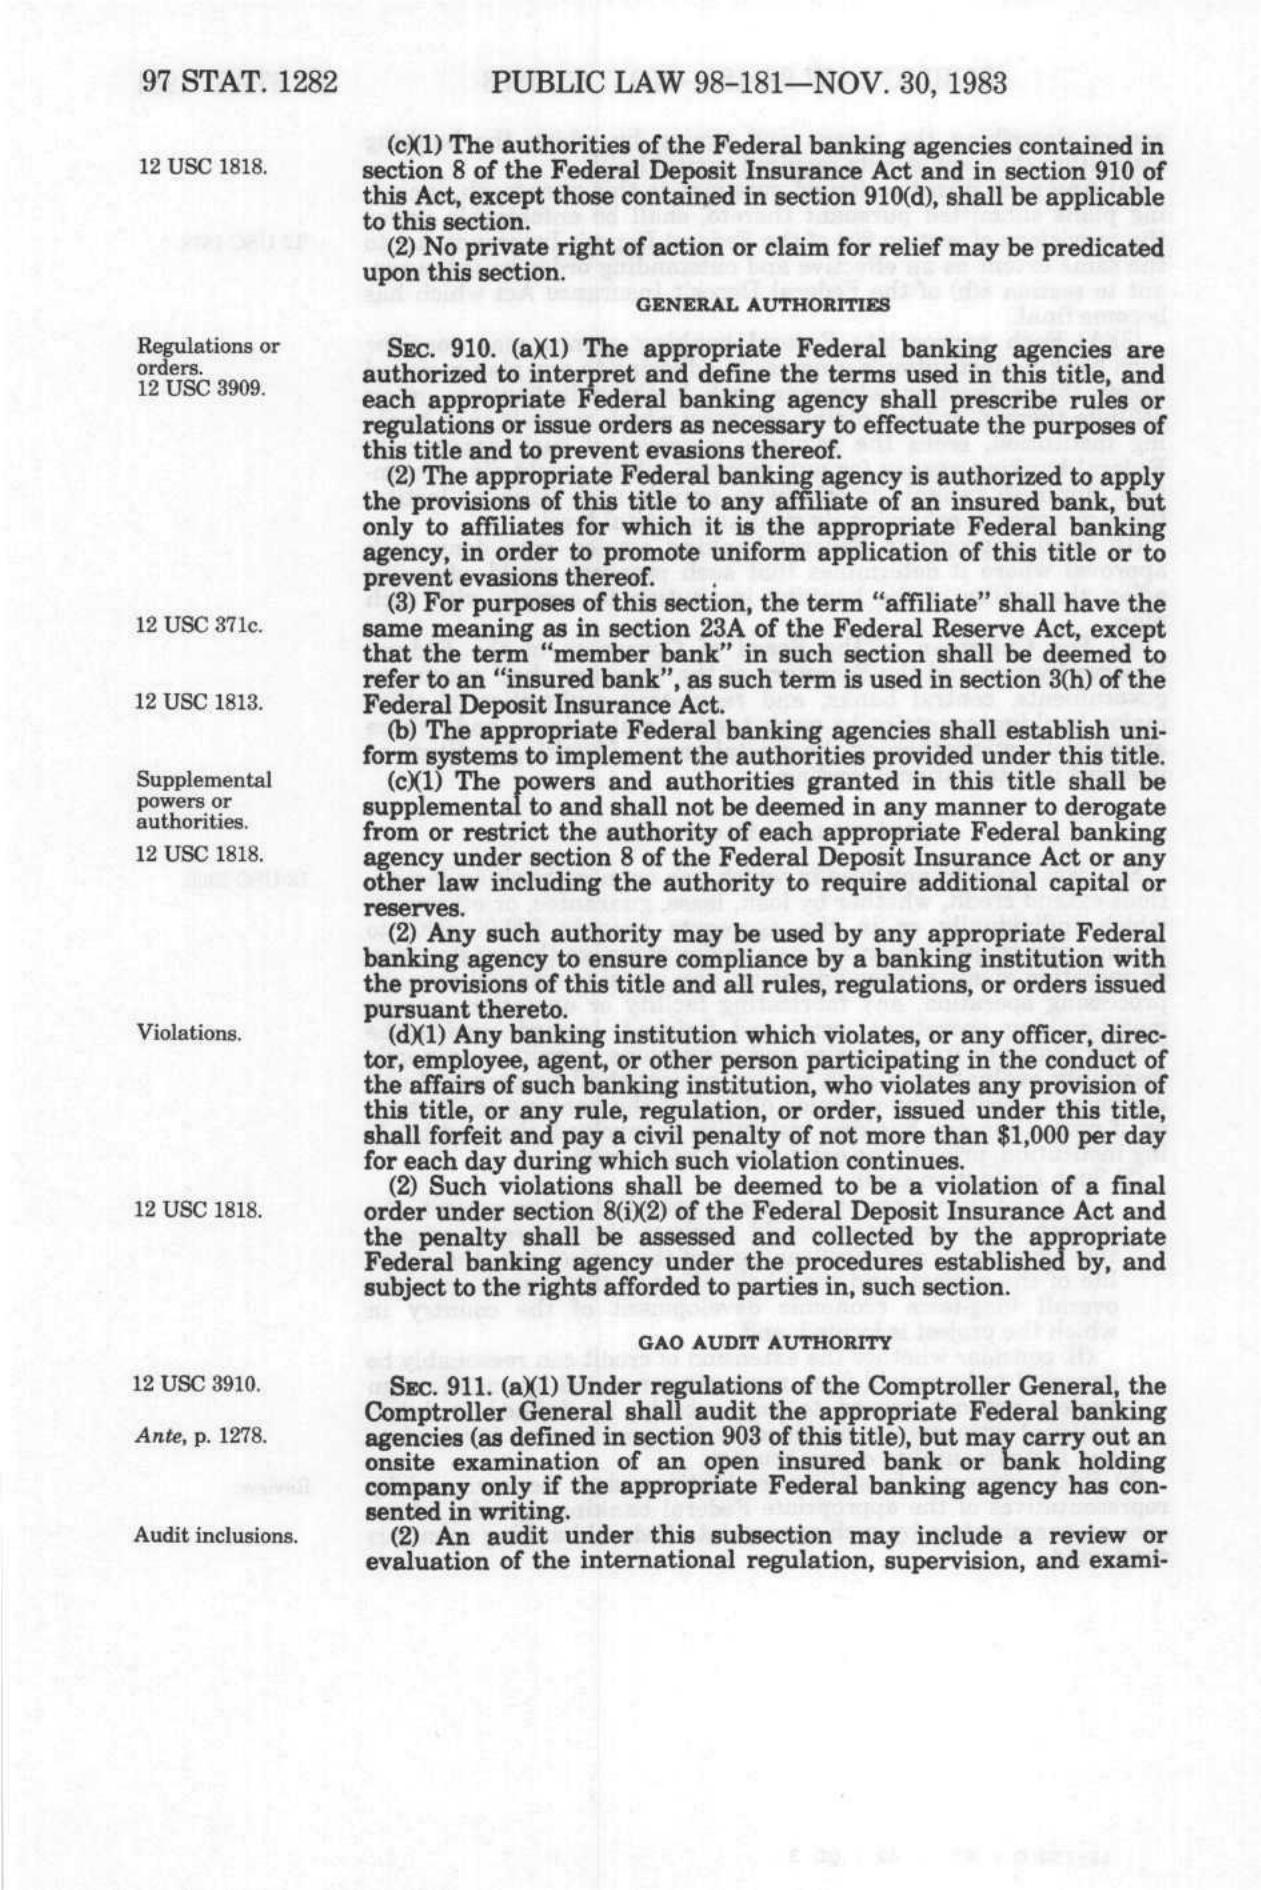 97 STAT. 1282 PUBLIC LAW 98-181—NOV. 30, 1983
(c)(1) The authorities of the Federal banking agencies contained in
12 USC 1818.
section 8 of the Federal Deposit Insurance Act and in section 910 of
this Act, except those contained in section 910(d), shall be applicable
to this section.
(2) No private right of action or claim for relief may be predicated
upon this section.
GENERAL AUTHORITIES
Regulations or
orders.
12 USC 3909.
SEC. 910. (a)(1) The appropriate Federal banking agencies are
authorized to interpret and define the terms used in this title, and
each appropriate Federal banking agency shall prescribe rules or
regulations or issue orders as necessary to effectuate the purposes of
this title and to prevent evasions thereof.
(2) The appropriate Federal banking agency is authorized to apply
the provisions of this title to any affiliate of an insured bank, but
only to affiliates for which it is the appropriate Federal banking
agency, in order to promote uniform application of this title or to
prevent evasions thereof.
(3) For purposes of this section, the term “affiliate” shall have the
12 USC 371c.
same meaning as in section 23A of the Federal Reserve Act, except
that the term “member bank” in such section shall be deemed to
refer to an “insured bank”, as such term is used in section 3(h) of the
12 USC 1813.
Federal Deposit Insurance Act.
(b) The appropriate Federal banking agencies shall establish uni-
form systems to implement the authorities provided under this title.
Supplemental
powers or
authorities.
(c)(1) The powers and authorities granted in this title shall be
supplemental to and shall not be deemed in any manner to derogate
from or restrict the authority of each appropriate Federal banking
12 USC 1818.
agency under section 8 of the Federal Deposit Insurance Act or any
other law including the authority to require additional capital or
reserves.
(2) Any such authority may be used by any appropriate Federal
banking agency to ensure compliance by a banking institution with
the provisions of this title and all rules, regulations, or orders issued
pursuant thereto.
Violations.
(d)(1) Any banking institution which violates, or any officer, direc-
tor, employee, agent, or other person participating in the conduct of
the affairs of such banking institution, who violates any provision of
this title, or any rule, regulation, or order, issued under this title,
shall forfeit and pay a civil penalty of not more than $1,000 per day
for each day during which such violation continues.
(2) Such violations shall be deemed to be a violation of a final
12 USC 1818.
order under section 8(i)(2) of the Federal Deposit Insurance Act and
the penalty shall be assessed and collected by the appropriate
Federal banking agency under the procedures established by, and
subject to the rights afforded to parties in, such section.
GAO AUDIT AUTHORITY
12 USC 3910.
SEC. 911. (a)(1) Under regulations of the Comptroller General, the
Comptroller General shall audit the appropriate Federal banking
Ante, p. 1278.
agencies (as defined in section 903 of this title), but may carry out an
onsite examination of an open insured bank or bank holding
company only if the appropriate Federal banking agency has con-
sented in writing.
Audit inclusions.
(2) An audit under this subsection may include a review or
evaluation of the international regulation, supervision, and exami-